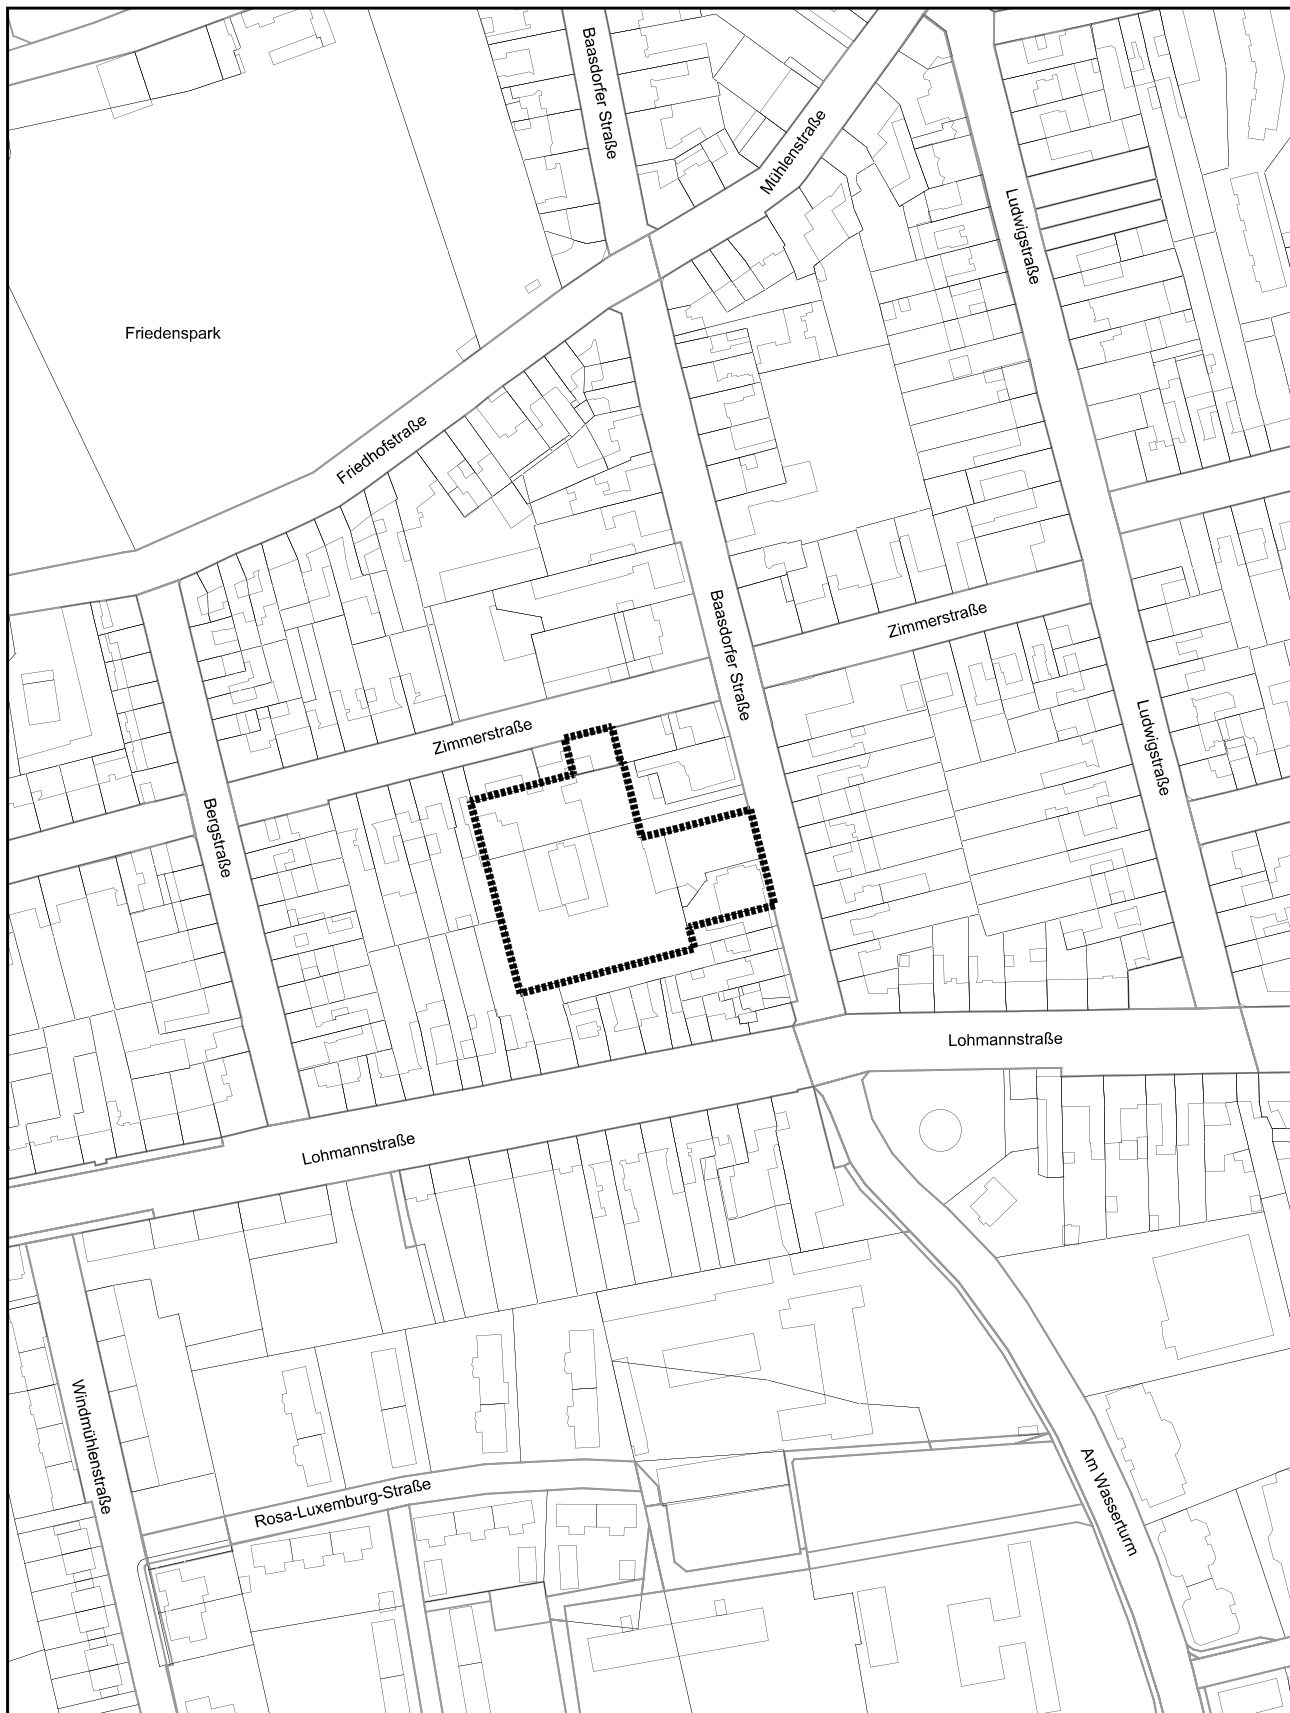 Baasdorfer Straße
Mühlenstraße
Ludwigstraße
Friedenspark
Friedhofstraße
Zimmerstraße
Baasdorfer Straße
Zimmerstraße
Ludwigstraße
Bergstraße
Lohmannstraße
Lohmannstraße
Windmühlenstraße
Rosa-Luxemburg-Straße
Am Wasserturm